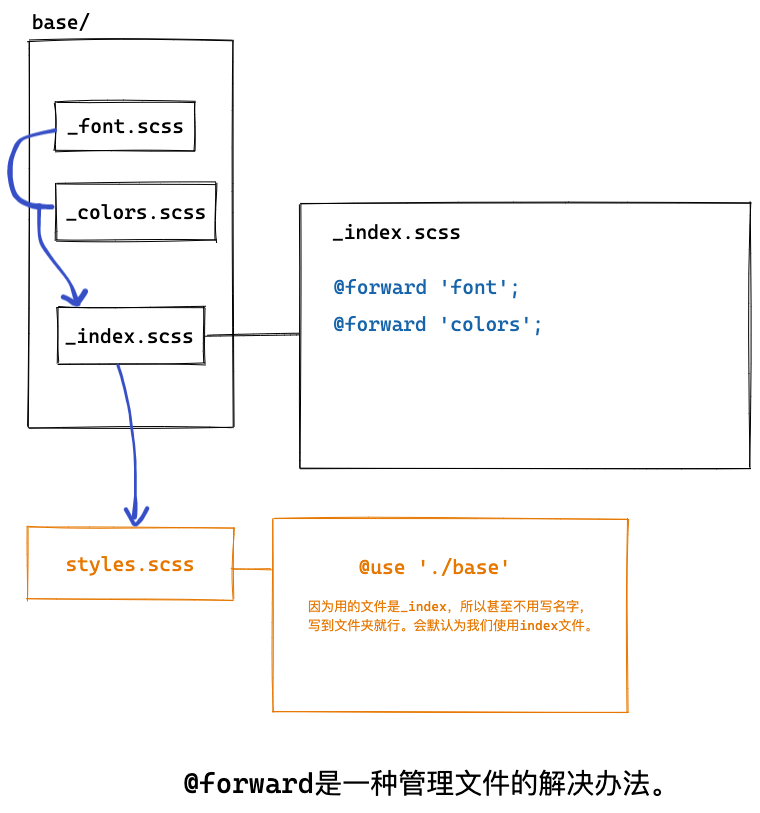 base/
_font.scss
_colors.scss
_index.scss
_index.scss
@forward 'font';
@forward 'colors';
styles.scss
@use './base'
因为用的文件是_index，所以甚至不用写名字，
写到文件夹就行。会默认为我们使用index文件。
@forward是一种管理文件的解决办法。